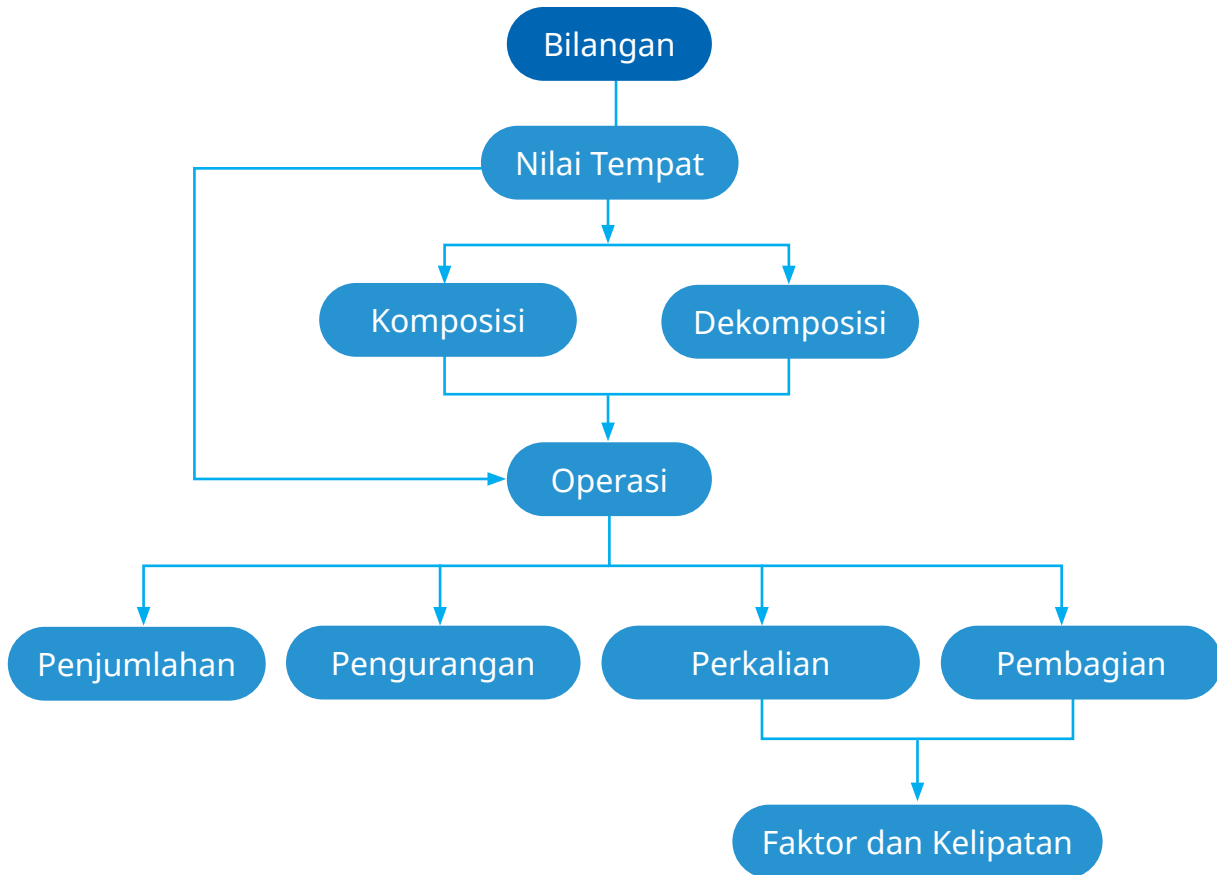 Bilangan
Nilai Tempat
Komposisi
Dekomposisi
Operasi
Penjumlahan
Pengurangan
Perkalian
Pembagian
Faktor dan Kelipatan